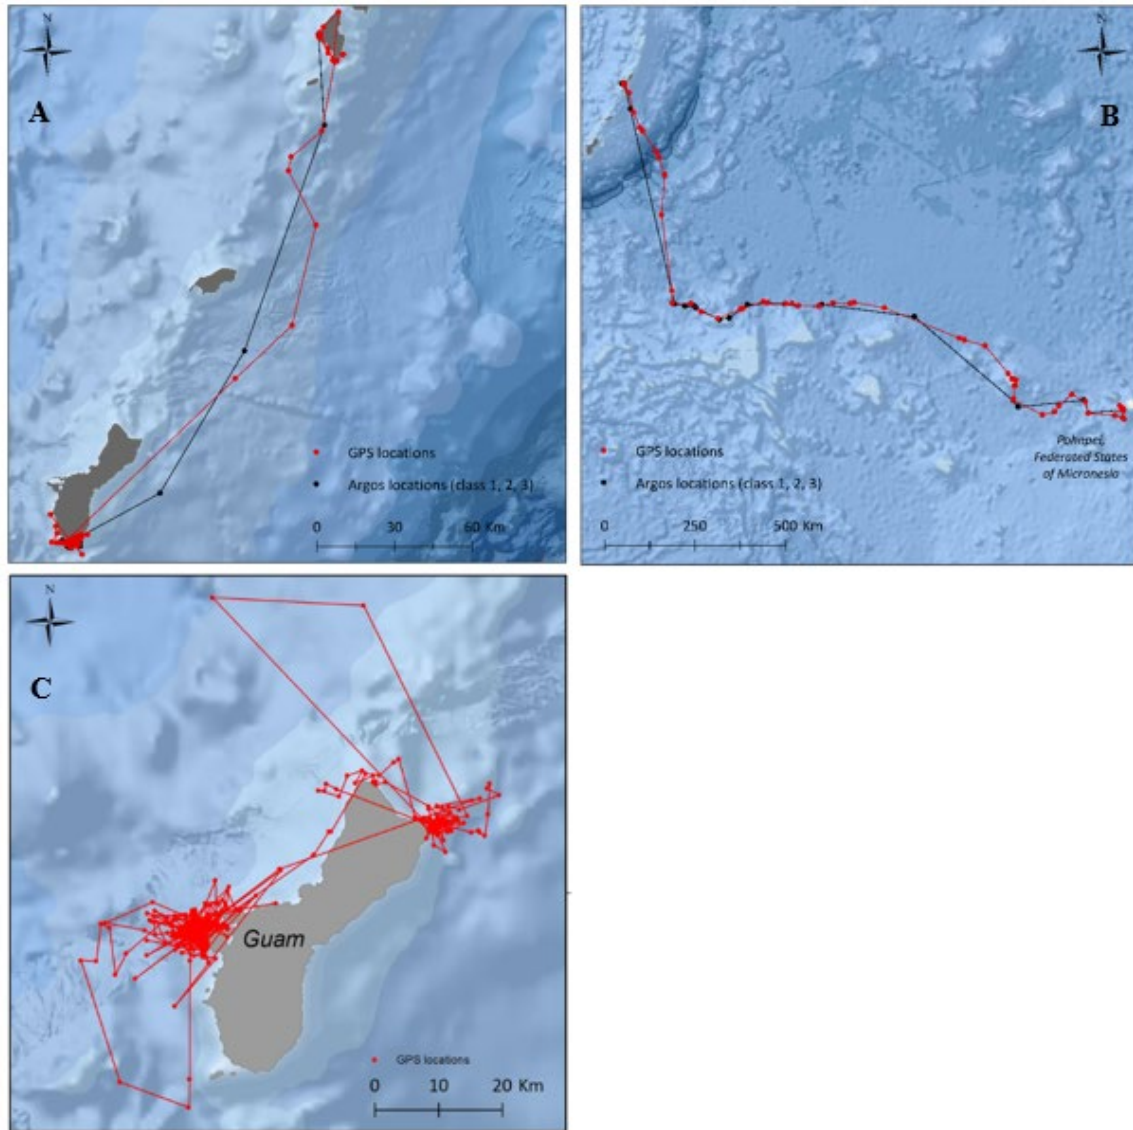 N
A
GPS locations
Argos locations (class 1, 2, 3)
0 30 60 Km
N
B
GPS locations
Argos locations (class 1, 2, 3)
Pohnpei,
Federated States
of Micronesia
0 250 500 Km
N
C
Guam
GPS locations
0 10 20 Km